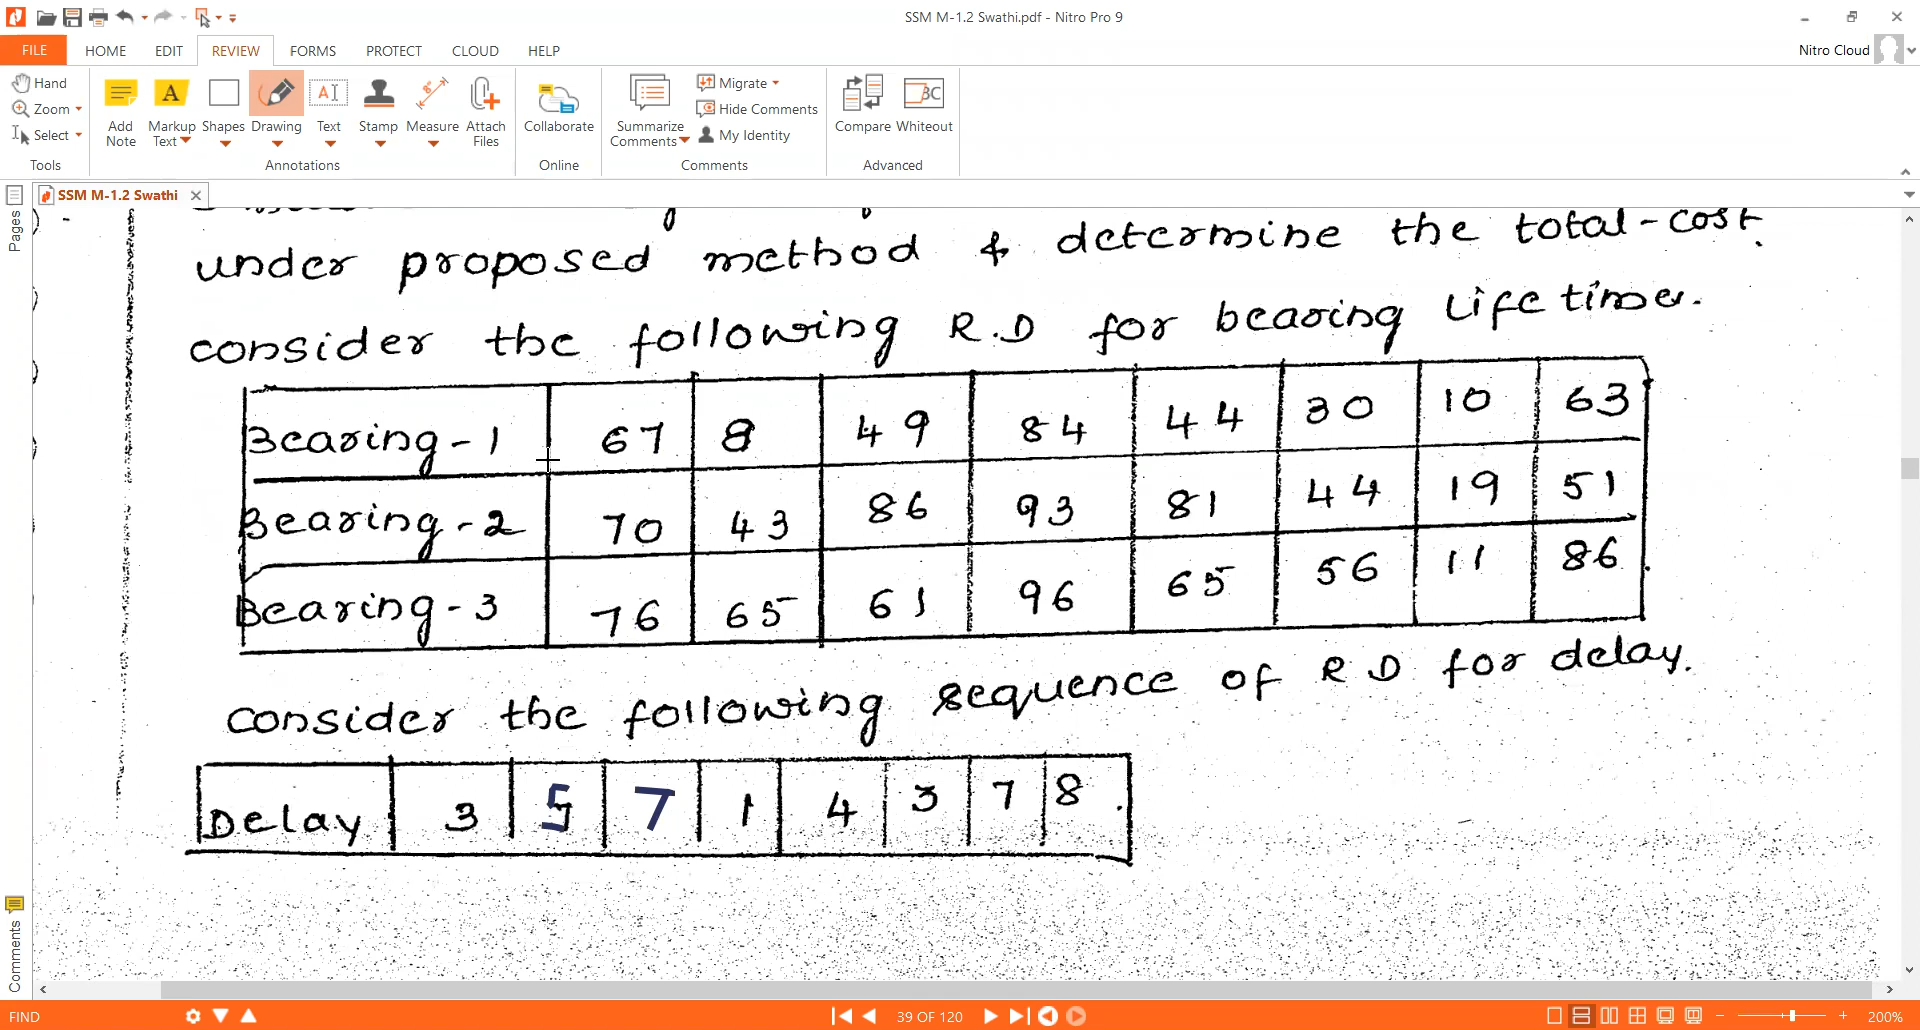 SSM M-1.2 Swathi.pdf - Nitro Pro 9
FILE HOME EDIT REVIEW FORMS PROTECT CLOUD HELP
Nitro Cloud
Hand
Zoom
Select
Tools
Add Note
Markup Text
Shapes
Drawing
Text
Stamp
Measure
Attach Files
Annotations
Collaborate
Online
Summarize Comments
Migrate
Hide Comments
My Identity
Comments
Compare
Whiteout
Advanced
SSM M-1.2 Swathi
Pages
under proposed method & determine the total-cost.
consider the following R.D for bearing Life time.
Bearing-1 67 8 49 84 44 30 10 63
Bearing-2 70 43 86 93 81 44 19 51
Bearing-3 76 65 61 96 65 56 11 86
consider the following sequence of R D for delay.
Delay 3 5 7 1 4 3 7 8
Comments
FIND
39 OF 120
200%